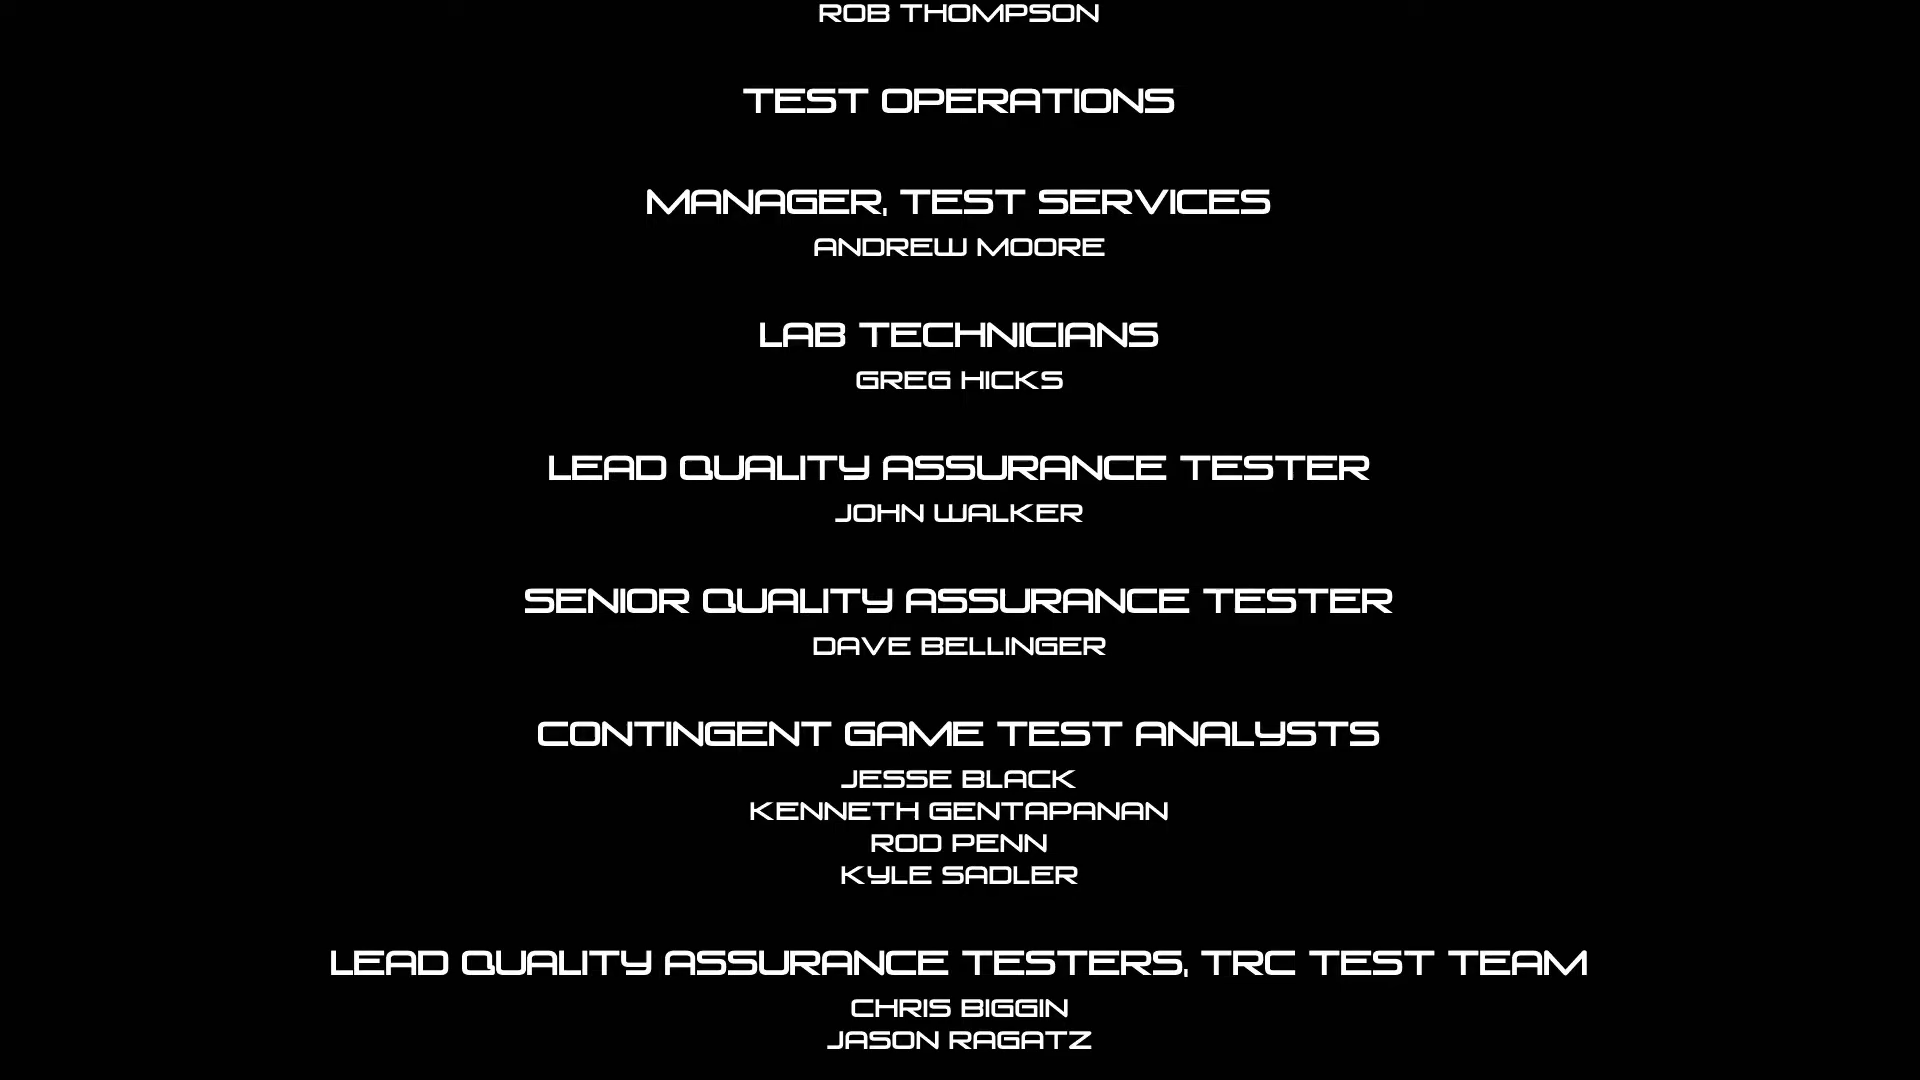 ROB THOMPSON
TEST OPERATIONS
MANAGER, TEST SERVICES
ANDREW MOORE
LAB TECHNICIANS
GREG HICKS
LEAD QUALITY ASSURANCE TESTER
JOHN WALKER
SENIOR QUALITY ASSURANCE TESTER
DAVE BELLINGER
CONTINGENT GAME TEST ANALYSTS
JESSE BLACK
KENNETH GENTAPANAN
ROD PENN
KYLE SADLER
LEAD QUALITY ASSURANCE TESTERS, TRC TEST TEAM
CHRIS BIGGIN
JASON RAGATZ